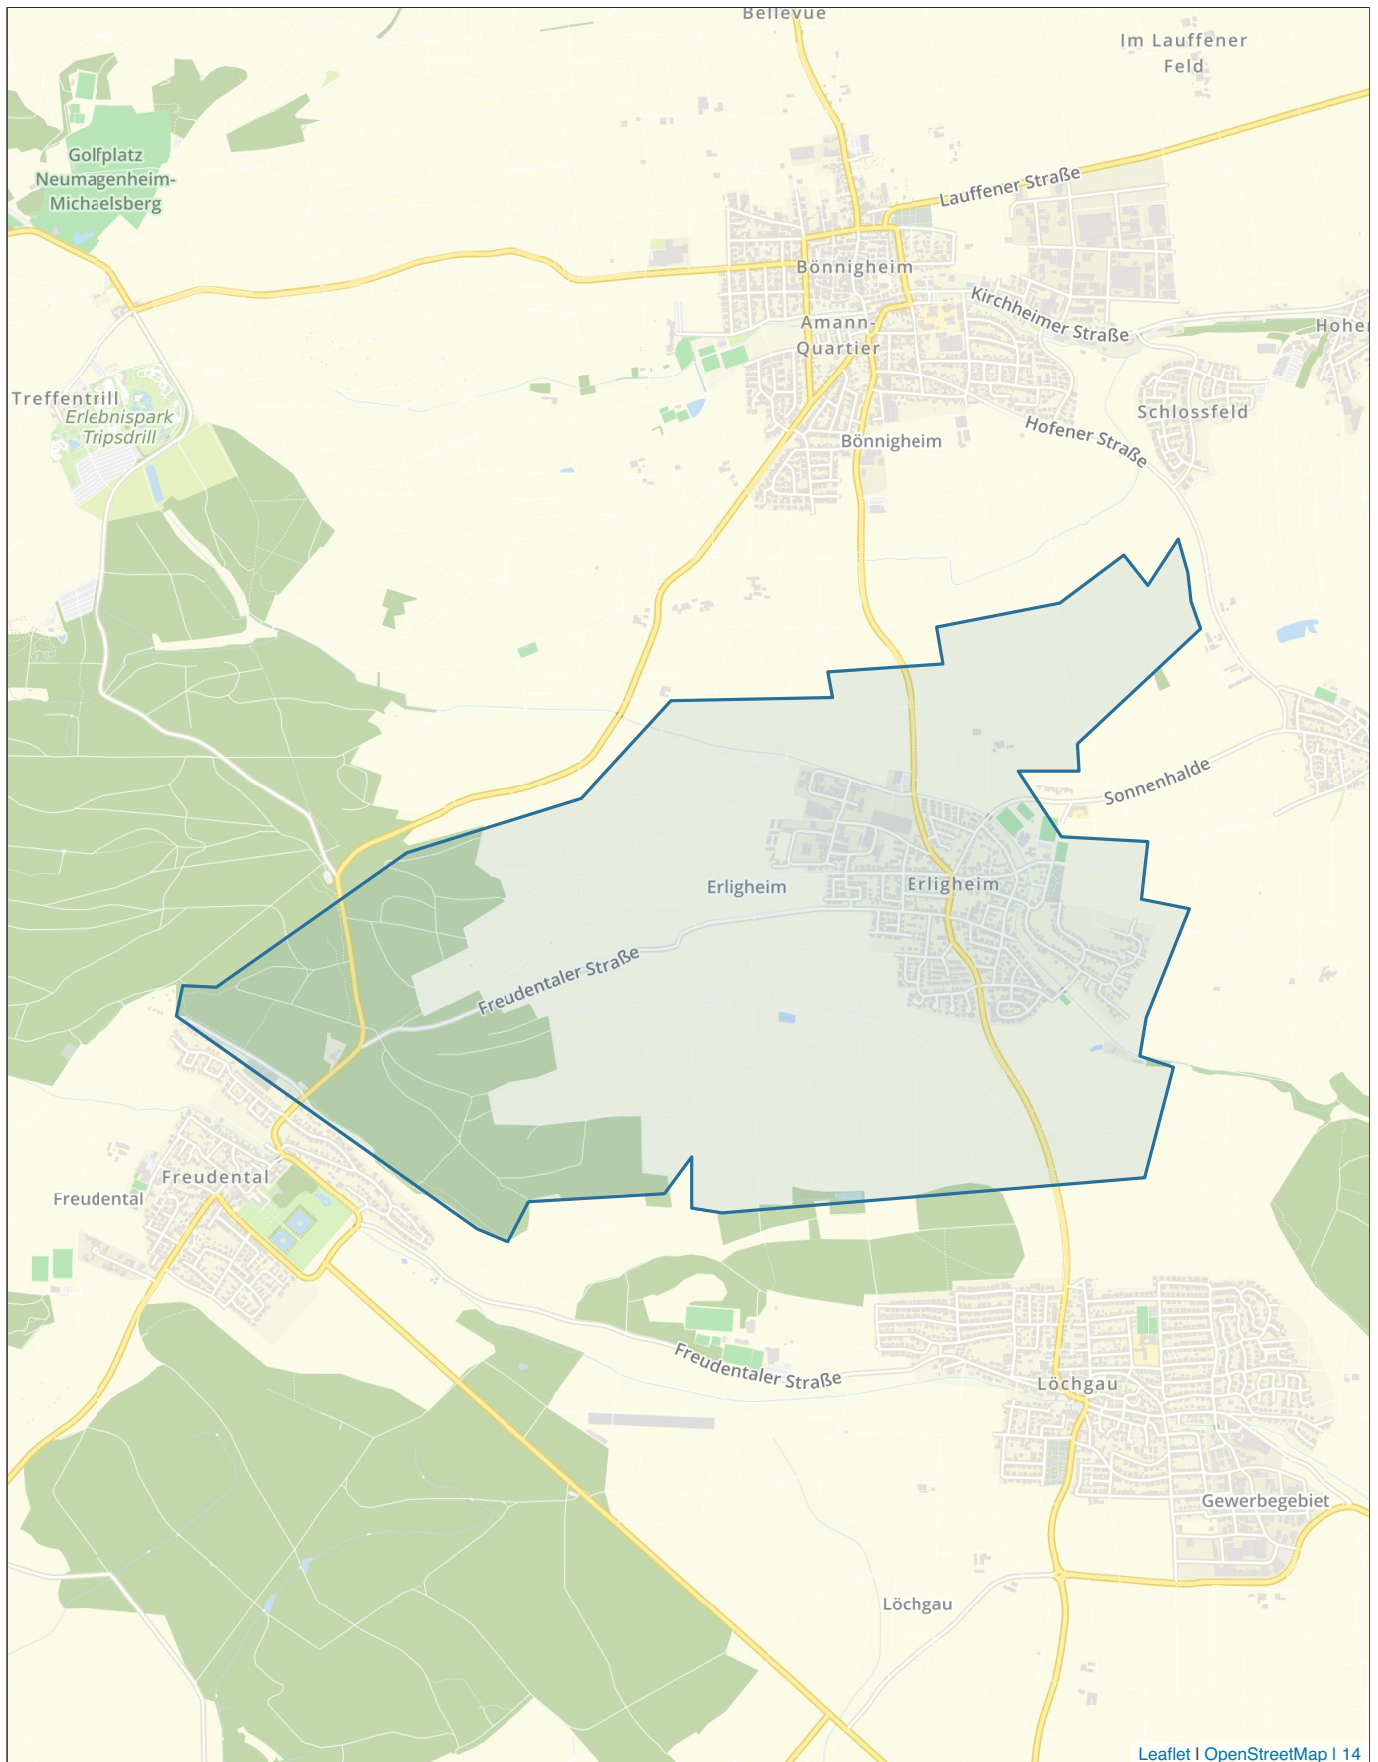 Bellevue
Im Lauffener
Feld
Golfplatz
Neumagenheim-
Michaelsberg
Lauffener Straße
Bönnigheim
Kirchheimer Straße
Amann-
Quartier
Treffentrill
Erlebnispark
Tripsdrill
Schlossfeld
Hofener Straße
Bönnigheim
Sonnenhalde
Erligheim
Erligheim
Freudentaler Straße
Freudental
Freudental
Freudentaler Straße
Löchgau
Gewerbegebiet
Löchgau
Leaflet | OpenStreetMap | 14